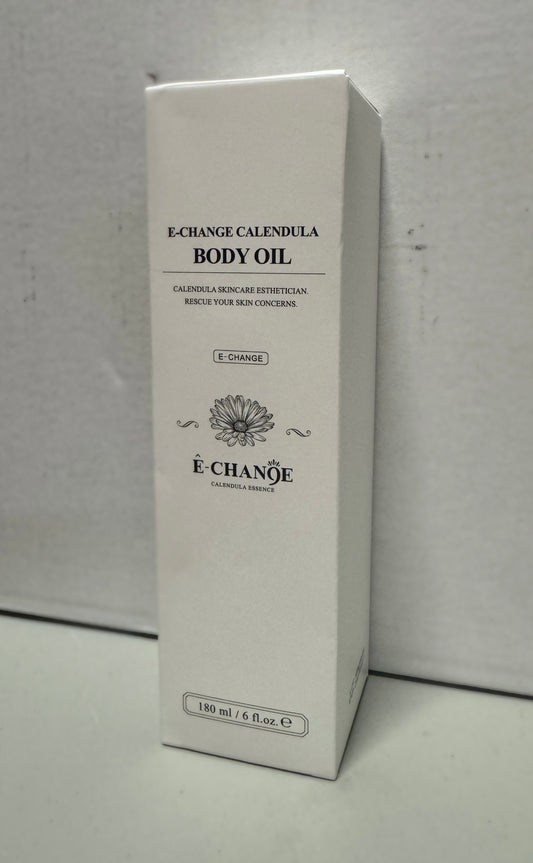 E-CHANGE CALENDULA
BODY OIL
CALENDULA SKINCARE ESTHETICIAN.
RESCUE YOUR SKIN CONCERNS.
E-CHANGE
Ê-CHANGE
CALENDULA ESSENCE
180 ml / 6 fl.oz. ℮